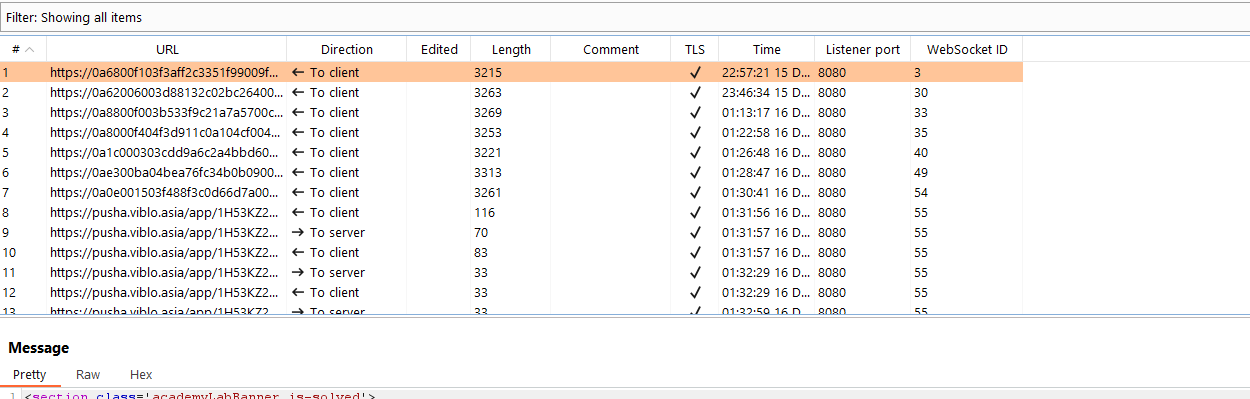 Filter: Showing all items
# URL Direction Edited Length Comment TLS Time Listener port WebSocket ID
1 https://0a6800f103f3aff2c3351f99009f... ← To client 3215 ✓ 22:57:21 15 D... 8080 3
2 https://0a62006003d88132c02bc26400... ← To client 3263 ✓ 23:46:34 15 D... 8080 30
3 https://0a8800f003b533f9c21a7a5700c... ← To client 3269 ✓ 01:13:17 16 D... 8080 33
4 https://0a8000f404f3d911c0a104cf004... ← To client 3253 ✓ 01:22:58 16 D... 8080 35
5 https://0a1c000303cdd9a6c2a4bbd60... ← To client 3221 ✓ 01:26:48 16 D... 8080 40
6 https://0ae300ba04bea76fc34b0b0900... ← To client 3313 ✓ 01:28:47 16 D... 8080 49
7 https://0a0e001503f488f3c0d66d7a00... ← To client 3261 ✓ 01:30:41 16 D... 8080 54
8 https://pusha.viblo.asia/app/1H53KZ2... ← To client 116 ✓ 01:31:56 16 D... 8080 55
9 https://pusha.viblo.asia/app/1H53KZ2... → To server 70 ✓ 01:31:57 16 D... 8080 55
10 https://pusha.viblo.asia/app/1H53KZ2... ← To client 83 ✓ 01:31:57 16 D... 8080 55
11 https://pusha.viblo.asia/app/1H53KZ2... → To server 33 ✓ 01:32:29 16 D... 8080 55
12 https://pusha.viblo.asia/app/1H53KZ2... ← To client 33 ✓ 01:32:29 16 D... 8080 55
13 https://pusha.viblo.asia/app/1H53KZ2... → To server 33 ✓ 01:32:59 16 D... 8080 55
Message
Pretty Raw Hex
1 <section class='academyLabBanner is-solved'>